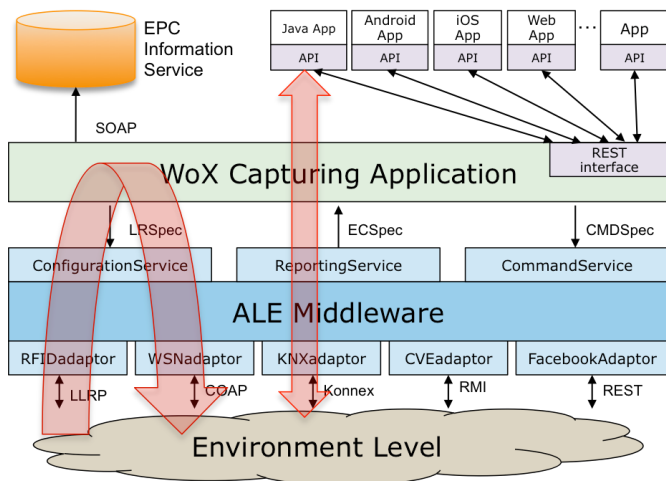 EPC
Information
Service
Java App
API
Android
App
API
iOS
App
API
Web
App
API
...
App
API
SOAP
REST
interface
WoX Capturing Application
LRSpec
ECSpec
CMDSpec
ConfigurationService
ReportingService
CommandService
ALE Middleware
RFIDadaptor
WSNadaptor
KNXadaptor
CVEadaptor
FacebookAdaptor
LLRP
COAP
Konnex
RMI
REST
Environment Level